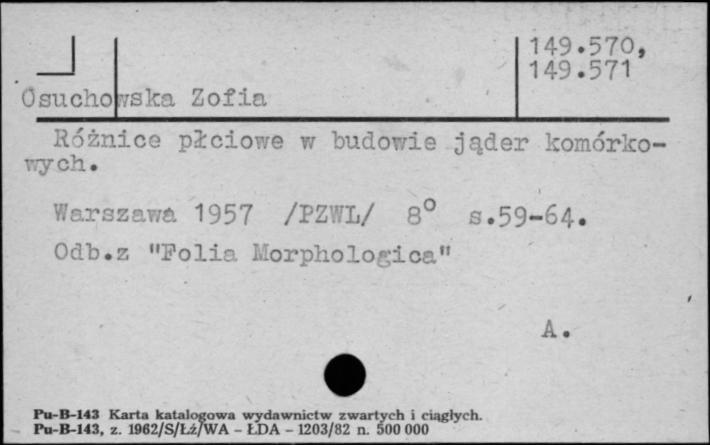 149.570,
149.571
Osuchowska Zofia
Różnice płciowe w budowie jąder komórko-
wych.
Warszawa 1957 /PZWL/ 8° s.59-64.
Odb.z "Folia Morphologica"
A.
Pu-B-143 Karta katalogowa wydawnictw zwartych i ciągłych.
Pu-B-143, z. 1962/S/Łż/WA - ŁDA - 1203/82 n. 500 000